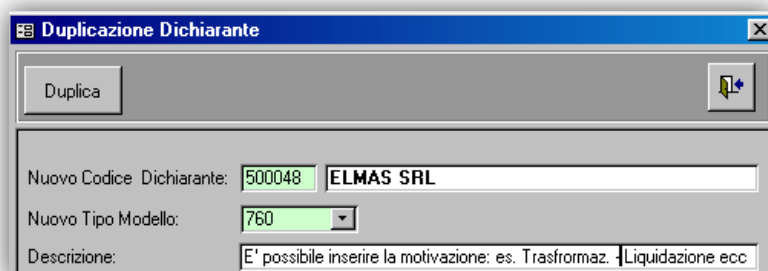 Duplicazione Dichiarante
Duplica
Nuovo Codice Dichiarante: 500048 ELMAS SRL
Nuovo Tipo Modello: 760
Descrizione: E' possibile inserire la motivazione: es. Trasfrormaz. - Liquidazione ecc